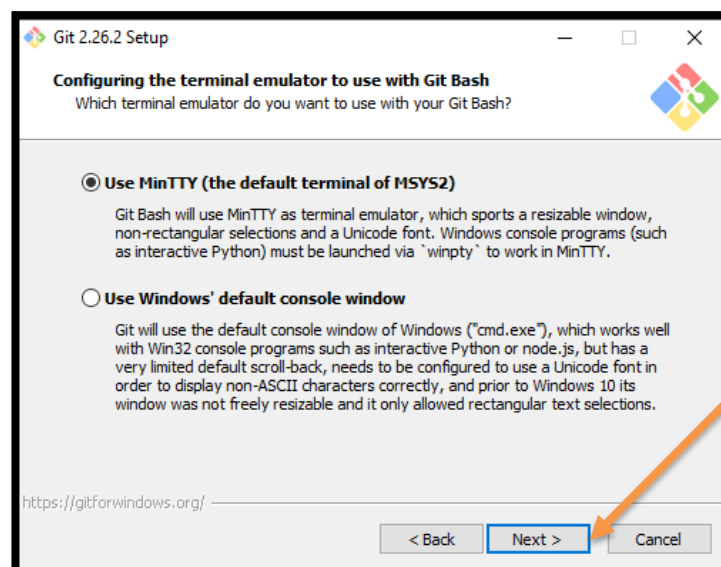 Git 2.26.2 Setup
Configuring the terminal emulator to use with Git Bash
Which terminal emulator do you want to use with your Git Bash?
Use MinTTY (the default terminal of MSYS2)
Git Bash will use MinTTY as terminal emulator, which sports a resizable window,
non-rectangular selections and a Unicode font. Windows console programs (such
as interactive Python) must be launched via `winpty` to work in MinTTY.
Use Windows' default console window
Git will use the default console window of Windows ("cmd.exe"), which works well
with Win32 console programs such as interactive Python or node.js, but has a
very limited default scroll-back, needs to be configured to use a Unicode font in
order to display non-ASCII characters correctly, and prior to Windows 10 its
window was not freely resizable and it only allowed rectangular text selections.
https://gitforwindows.org/
< Back Next > Cancel